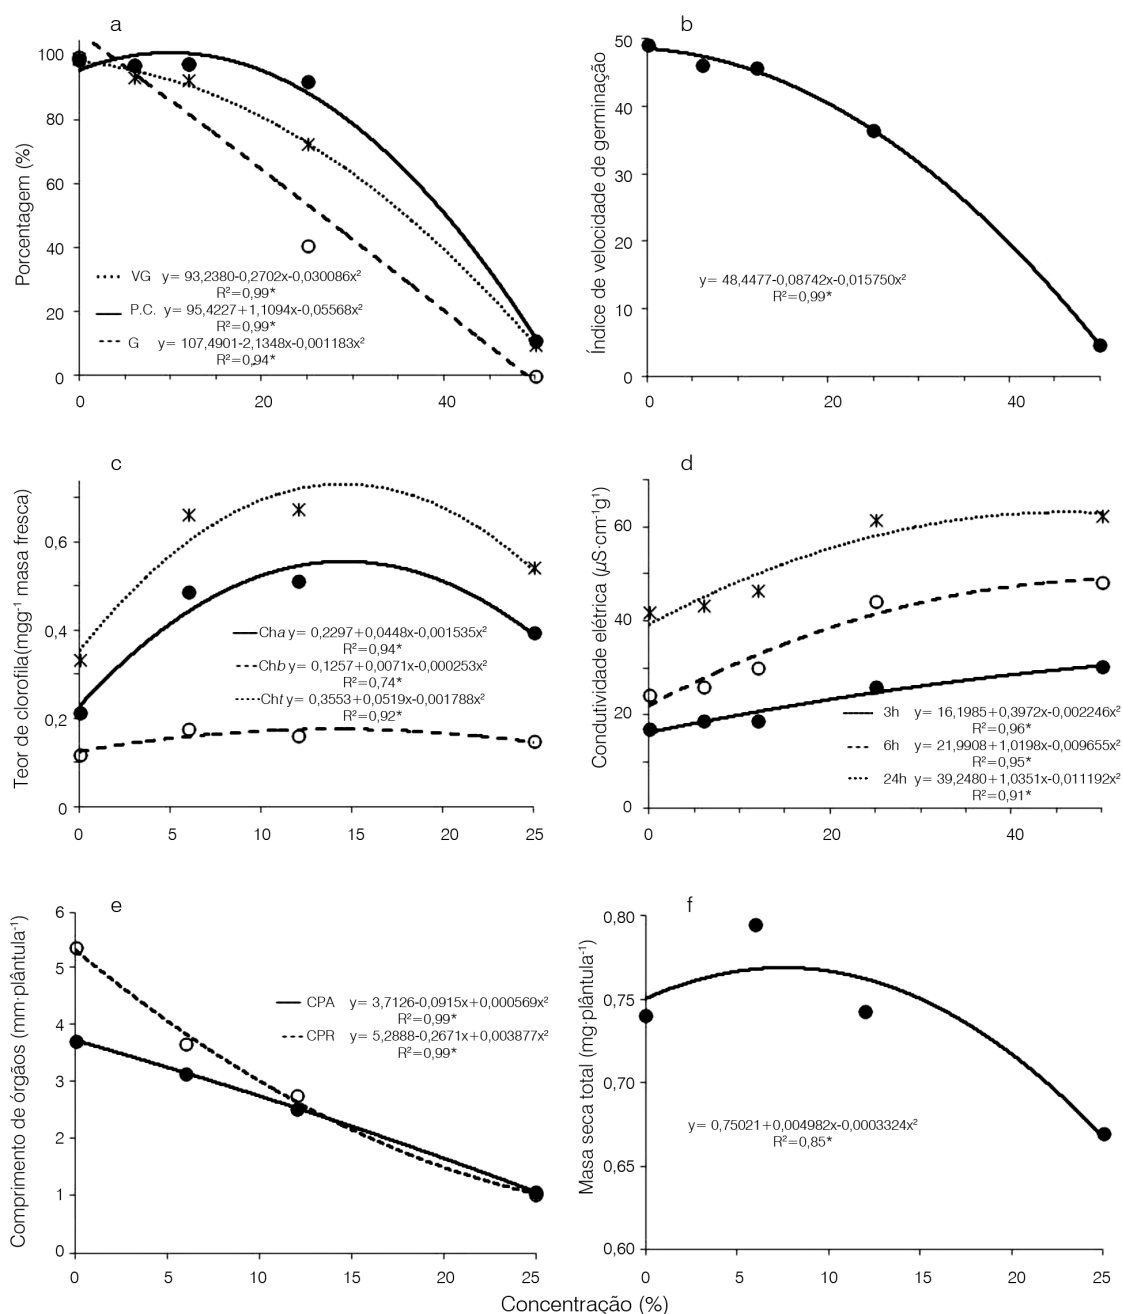 a
Porcentagem (%)
100
80
60
40
20
0
VG y= 93,2380-0,2702x-0,030086x²
R²=0,99*
P.C. y= 95,4227+1,1094x-0,05568x²
R²=0,99*
G y= 107,4901-2,1348x-0,001183x²
R²=0,94*
0 20 40
b
Índice de velocidade de germinação
50
40
30
20
10
0
y= 48,4477-0,08742x-0,015750x²
R²=0,99*
0 20 40
c
Teor de clorofila(mgg⁻¹ masa fresca)
0,6
0,4
0,2
0
Cha y= 0,2297+0,0448x-0,001535x²
R²=0,94*
Chb y= 0,1257+0,0071x-0,000253x²
R²=0,74*
Cht y= 0,3553+0,0519x-0,001788x²
R²=0,92*
0 5 10 15 20 25
d
Condutividade elétrica (µS·cm⁻¹g¹)
60
40
20
0
3h y= 16,1985+0,3972x-0,002246x²
R²=0,96*
6h y= 21,9908+1,0198x-0,009655x²
R²=0,95*
24h y= 39,2480+1,0351x-0,011192x²
R²=0,91*
0 20 40
e
Comprimento de órgãos (mm·plântula⁻¹)
6
5
4
3
2
1
0
CPA y= 3,7126-0,0915x+0,000569x²
R²=0,99*
CPR y= 5,2888-0,2671x+0,003877x²
R²=0,99*
0 5 10 15 20 25
f
Masa seca total (mg·plântula⁻¹)
0,80
0,75
0,70
0,65
0,60
y= 0,75021+0,004982x-0,0003324x²
R²=0,85*
0 5 10 15 20 25
Concentração (%)